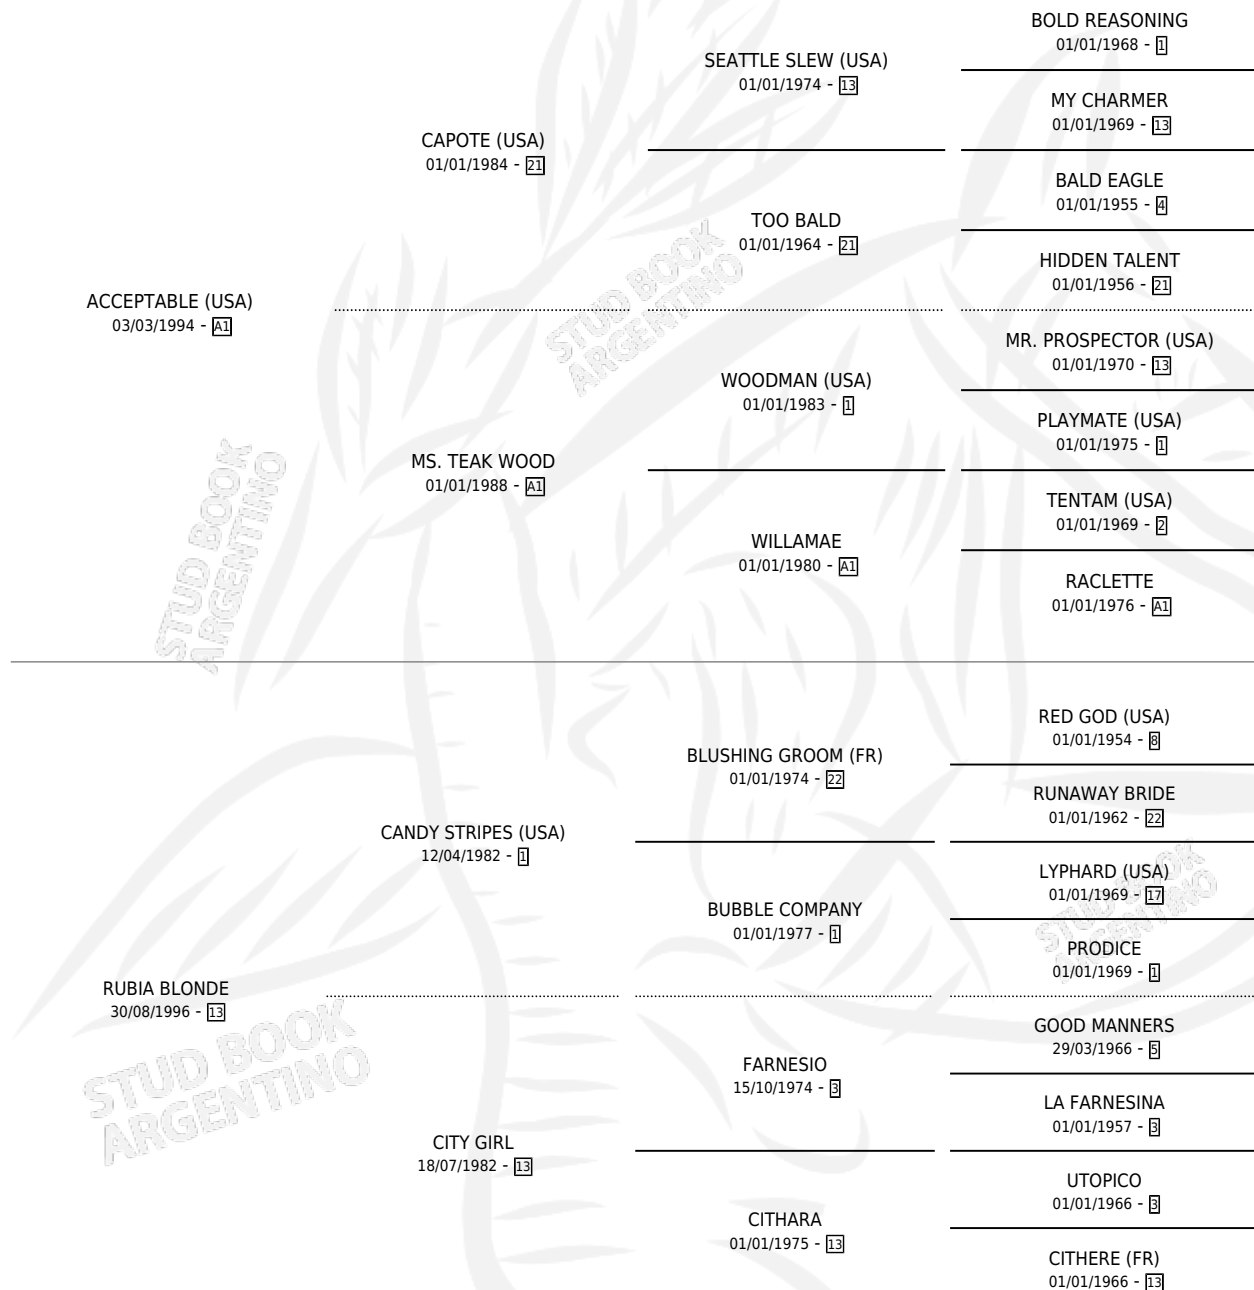 BOLD REASONING
01/01/1968 - 1
SEATTLE SLEW (USA)
01/01/1974 - 13
MY CHARMER
01/01/1969 - 13
CAPOTE (USA)
01/01/1984 - 21
BALD EAGLE
01/01/1955 - 4
TOO BALD
01/01/1964 - 21
HIDDEN TALENT
01/01/1956 - 21
ACCEPTABLE (USA)
03/03/1994 - A1
MR. PROSPECTOR (USA)
01/01/1970 - 13
WOODMAN (USA)
01/01/1983 - 1
PLAYMATE (USA)
01/01/1975 - 1
MS. TEAK WOOD
01/01/1988 - A1
TENTAM (USA)
01/01/1969 - 2
WILLAMAE
01/01/1980 - A1
RACLETTE
01/01/1976 - A1
RED GOD (USA)
01/01/1954 - 8
BLUSHING GROOM (FR)
01/01/1974 - 22
RUNAWAY BRIDE
01/01/1962 - 22
CANDY STRIPES (USA)
12/04/1982 - 1
LYPHARD (USA)
01/01/1969 - 17
BUBBLE COMPANY
01/01/1977 - 1
PRODICE
01/01/1969 - 1
RUBIA BLONDE
30/08/1996 - 13
GOOD MANNERS
29/03/1966 - 5
FARNESIO
15/10/1974 - 3
LA FARNESINA
01/01/1957 - 3
CITY GIRL
18/07/1982 - 13
UTOPICO
01/01/1966 - 3
CITHARA
01/01/1975 - 13
CITHERE (FR)
01/01/1966 - 13
STUD BOOK
ARGENTINO
STUD BOOK
ARGENTINO
STUD BOOK
ARGENTINO
STUD BOOK
ARGENTINO